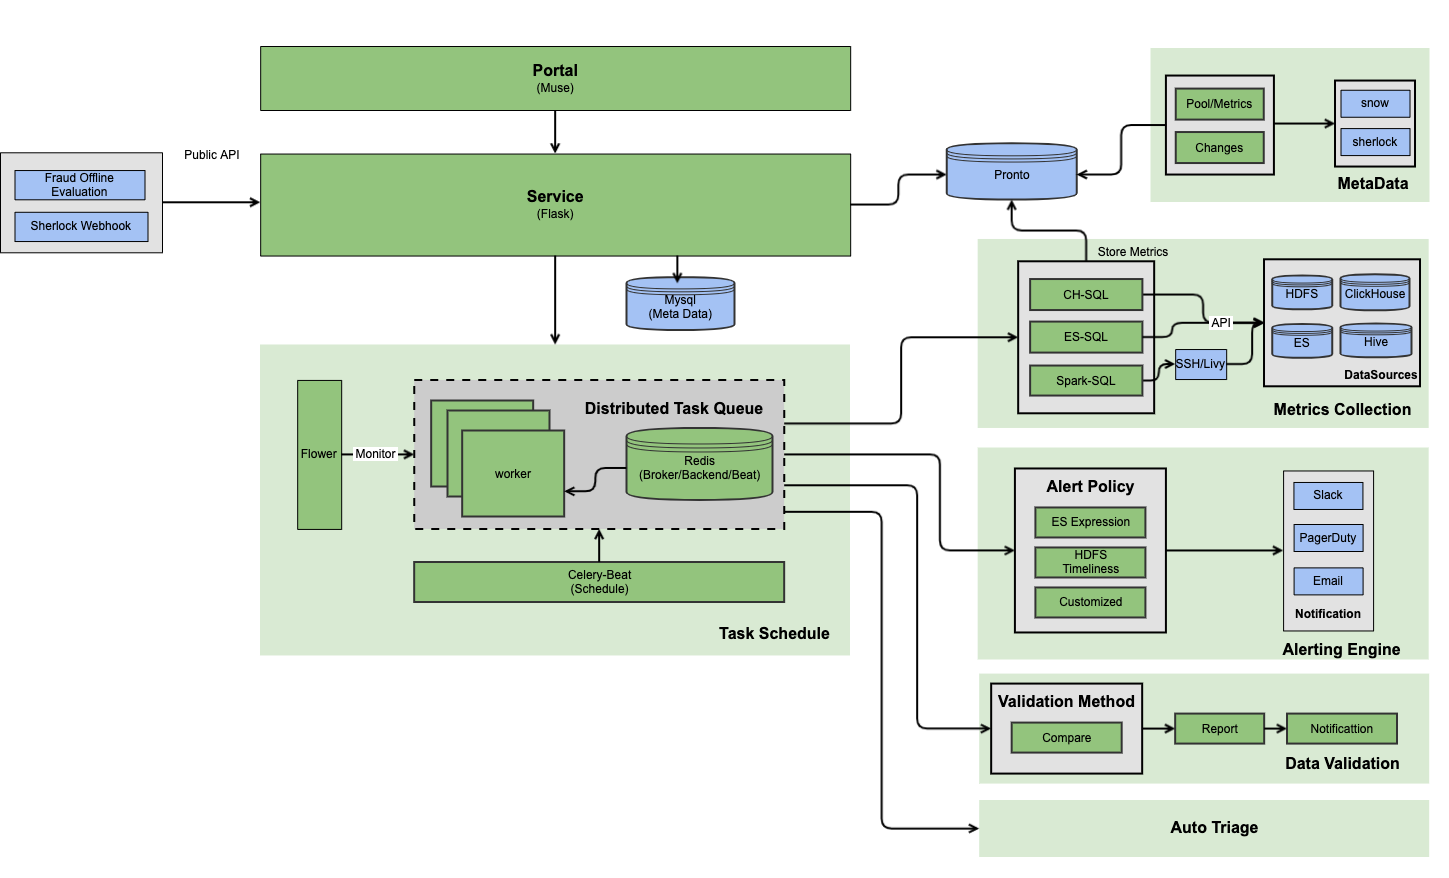 Portal
(Muse)
Public API
Fraud Offline
Evaluation
Sherlock Webhook
Service
(Flask)
Mysql
(Meta Data)
Pronto
Pool/Metrics
Changes
snow
sherlock
MetaData
Store Metrics
CH-SQL
ES-SQL
Spark-SQL
API
SSH/Livy
HDFS
ClickHouse
ES
Hive
DataSources
Metrics Collection
Flower
Monitor
Distributed Task Queue
worker
Redis
(Broker/Backend/Beat)
Celery-Beat
(Schedule)
Task Schedule
Alert Policy
ES Expression
HDFS
Timeliness
Customized
Slack
PagerDuty
Email
Notification
Alerting Engine
Validation Method
Compare
Report
Notificattion
Data Validation
Auto Triage